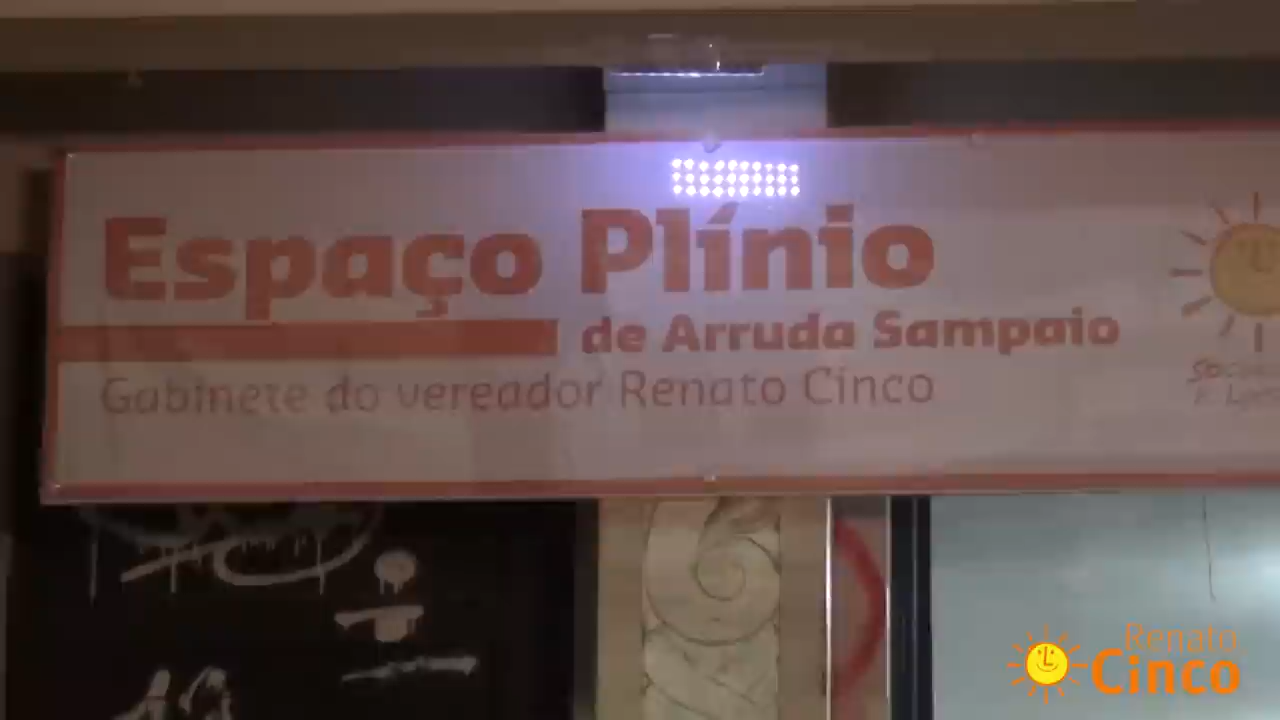 Espaço Plínio
de Arruda Sampaio
Gabinete do vereador Renato Cinco
Renato
Cinco